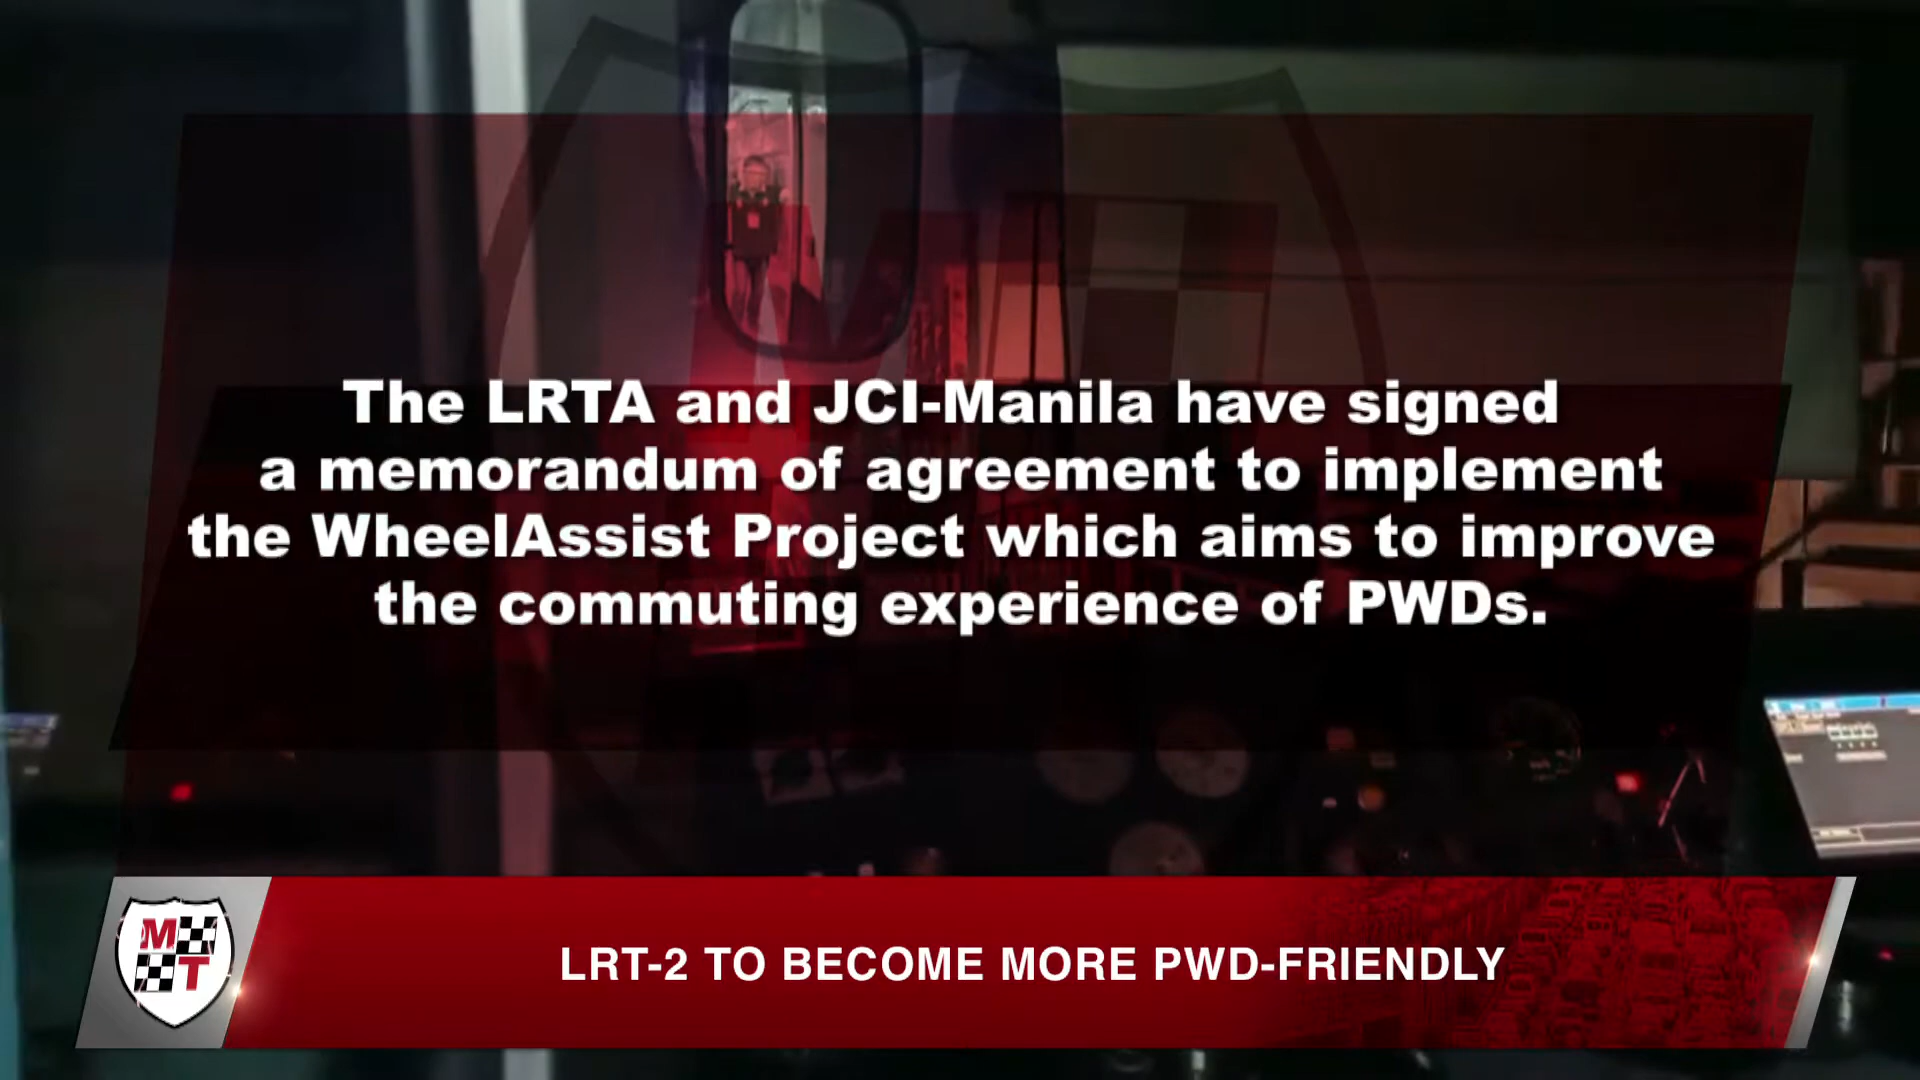 The LRTA and JCI-Manila have signed
a memorandum of agreement to implement
the WheelAssist Project which aims to improve
the commuting experience of PWDs.
M
T
LRT-2 TO BECOME MORE PWD-FRIENDLY